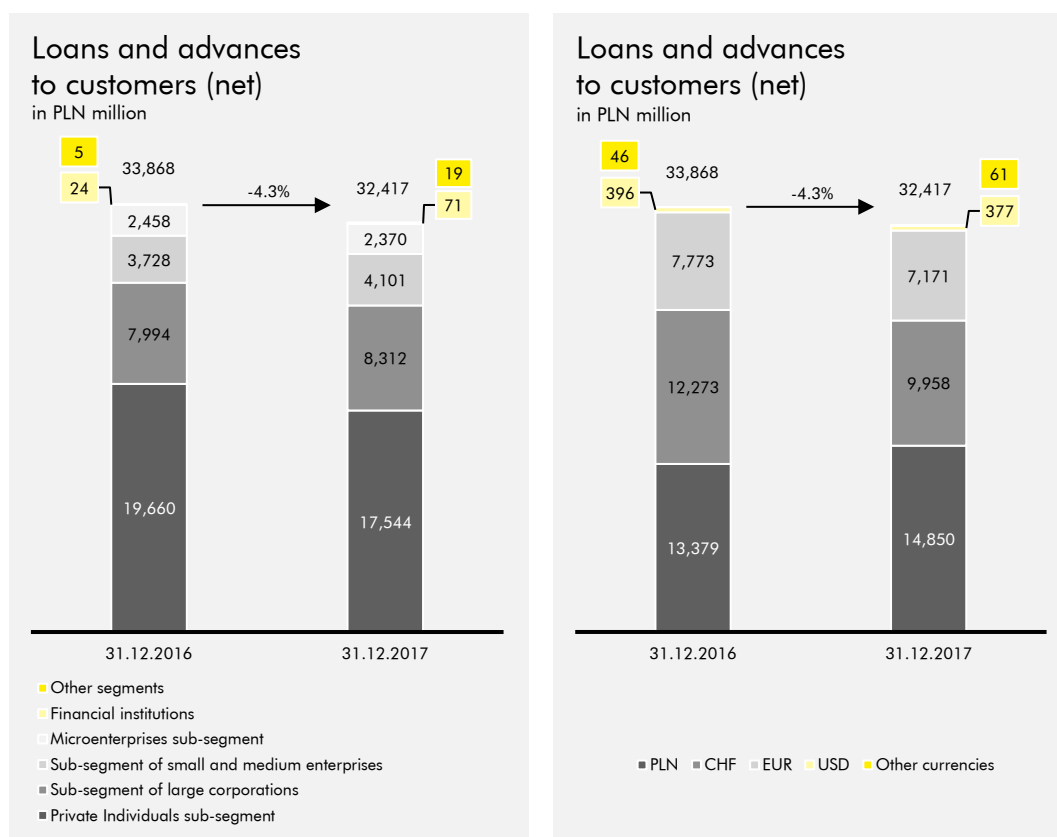 Loans and advances
to customers (net)
in PLN million
5
33,868
24
-4.3%
32,417
19
71
2,458
2,370
3,728
4,101
7,994
8,312
19,660
17,544
31.12.2016
31.12.2017
Other segments
Financial institutions
Microenterprises sub-segment
Sub-segment of small and medium enterprises
Sub-segment of large corporations
Private Individuals sub-segment
Loans and advances
to customers (net)
in PLN million
46
33,868
396
-4.3%
32,417
61
377
7,773
7,171
12,273
9,958
13,379
14,850
31.12.2016
31.12.2017
PLN CHF EUR USD Other currencies